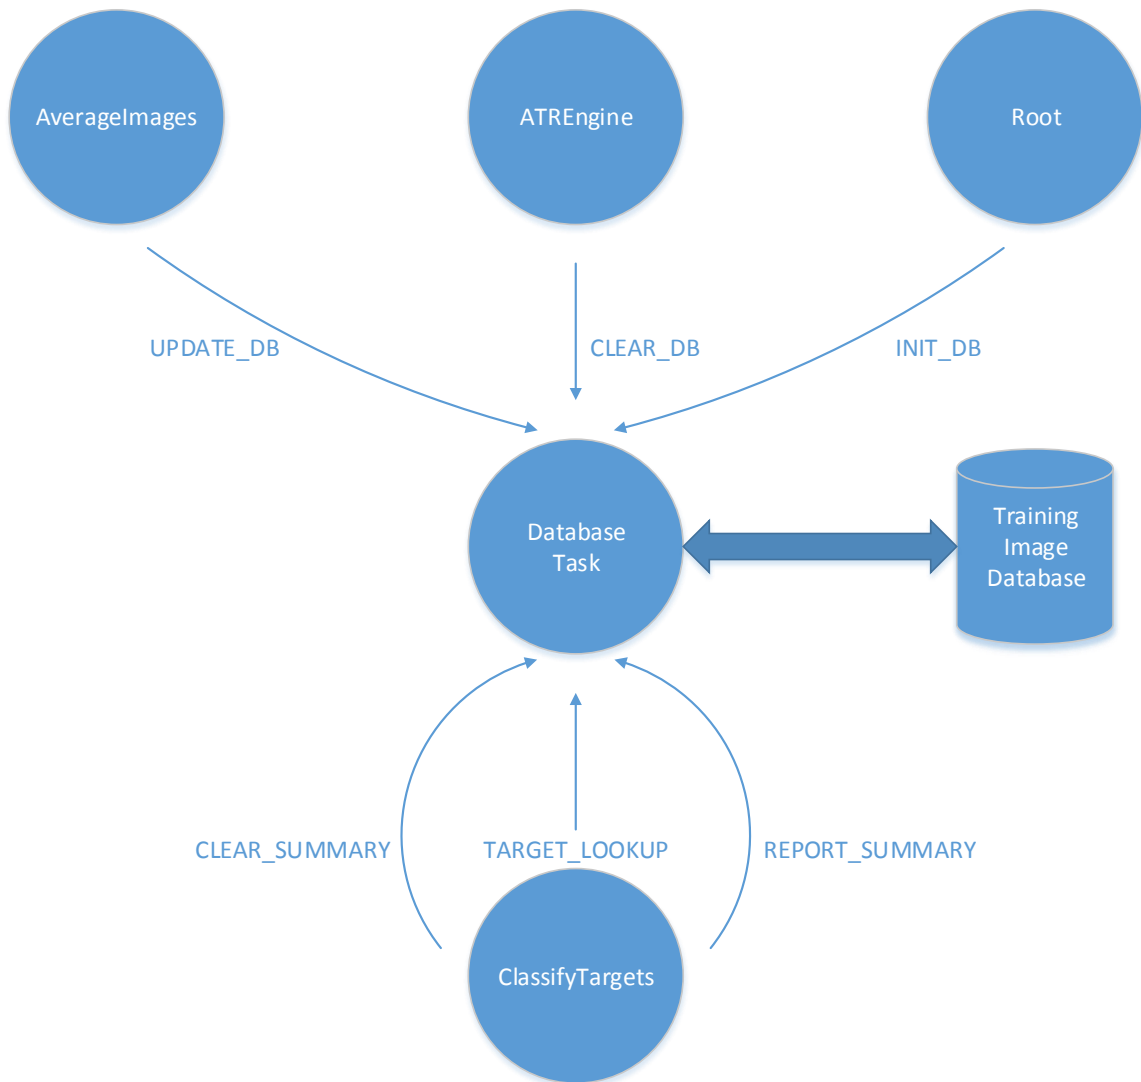 AverageImages
ATREngine
Root
UPDATE_DB
CLEAR_DB
INIT_DB
Database
Task
Training
Image
Database
CLEAR_SUMMARY
TARGET_LOOKUP
REPORT_SUMMARY
ClassifyTargets